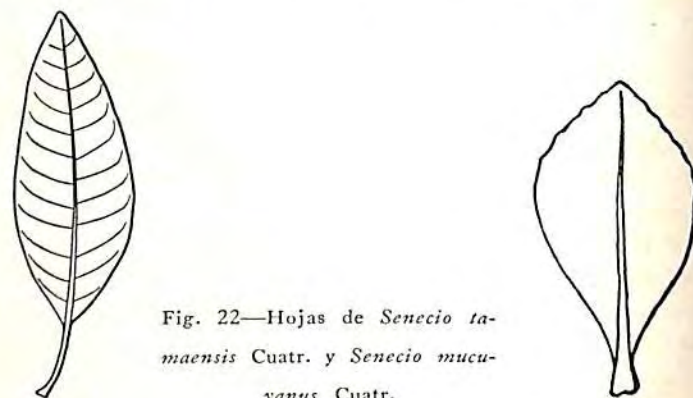 Fig. 22—Hojas de Senecio ta-
maensis Cuatr. y Senecio mucu-
yanus Cuatr.